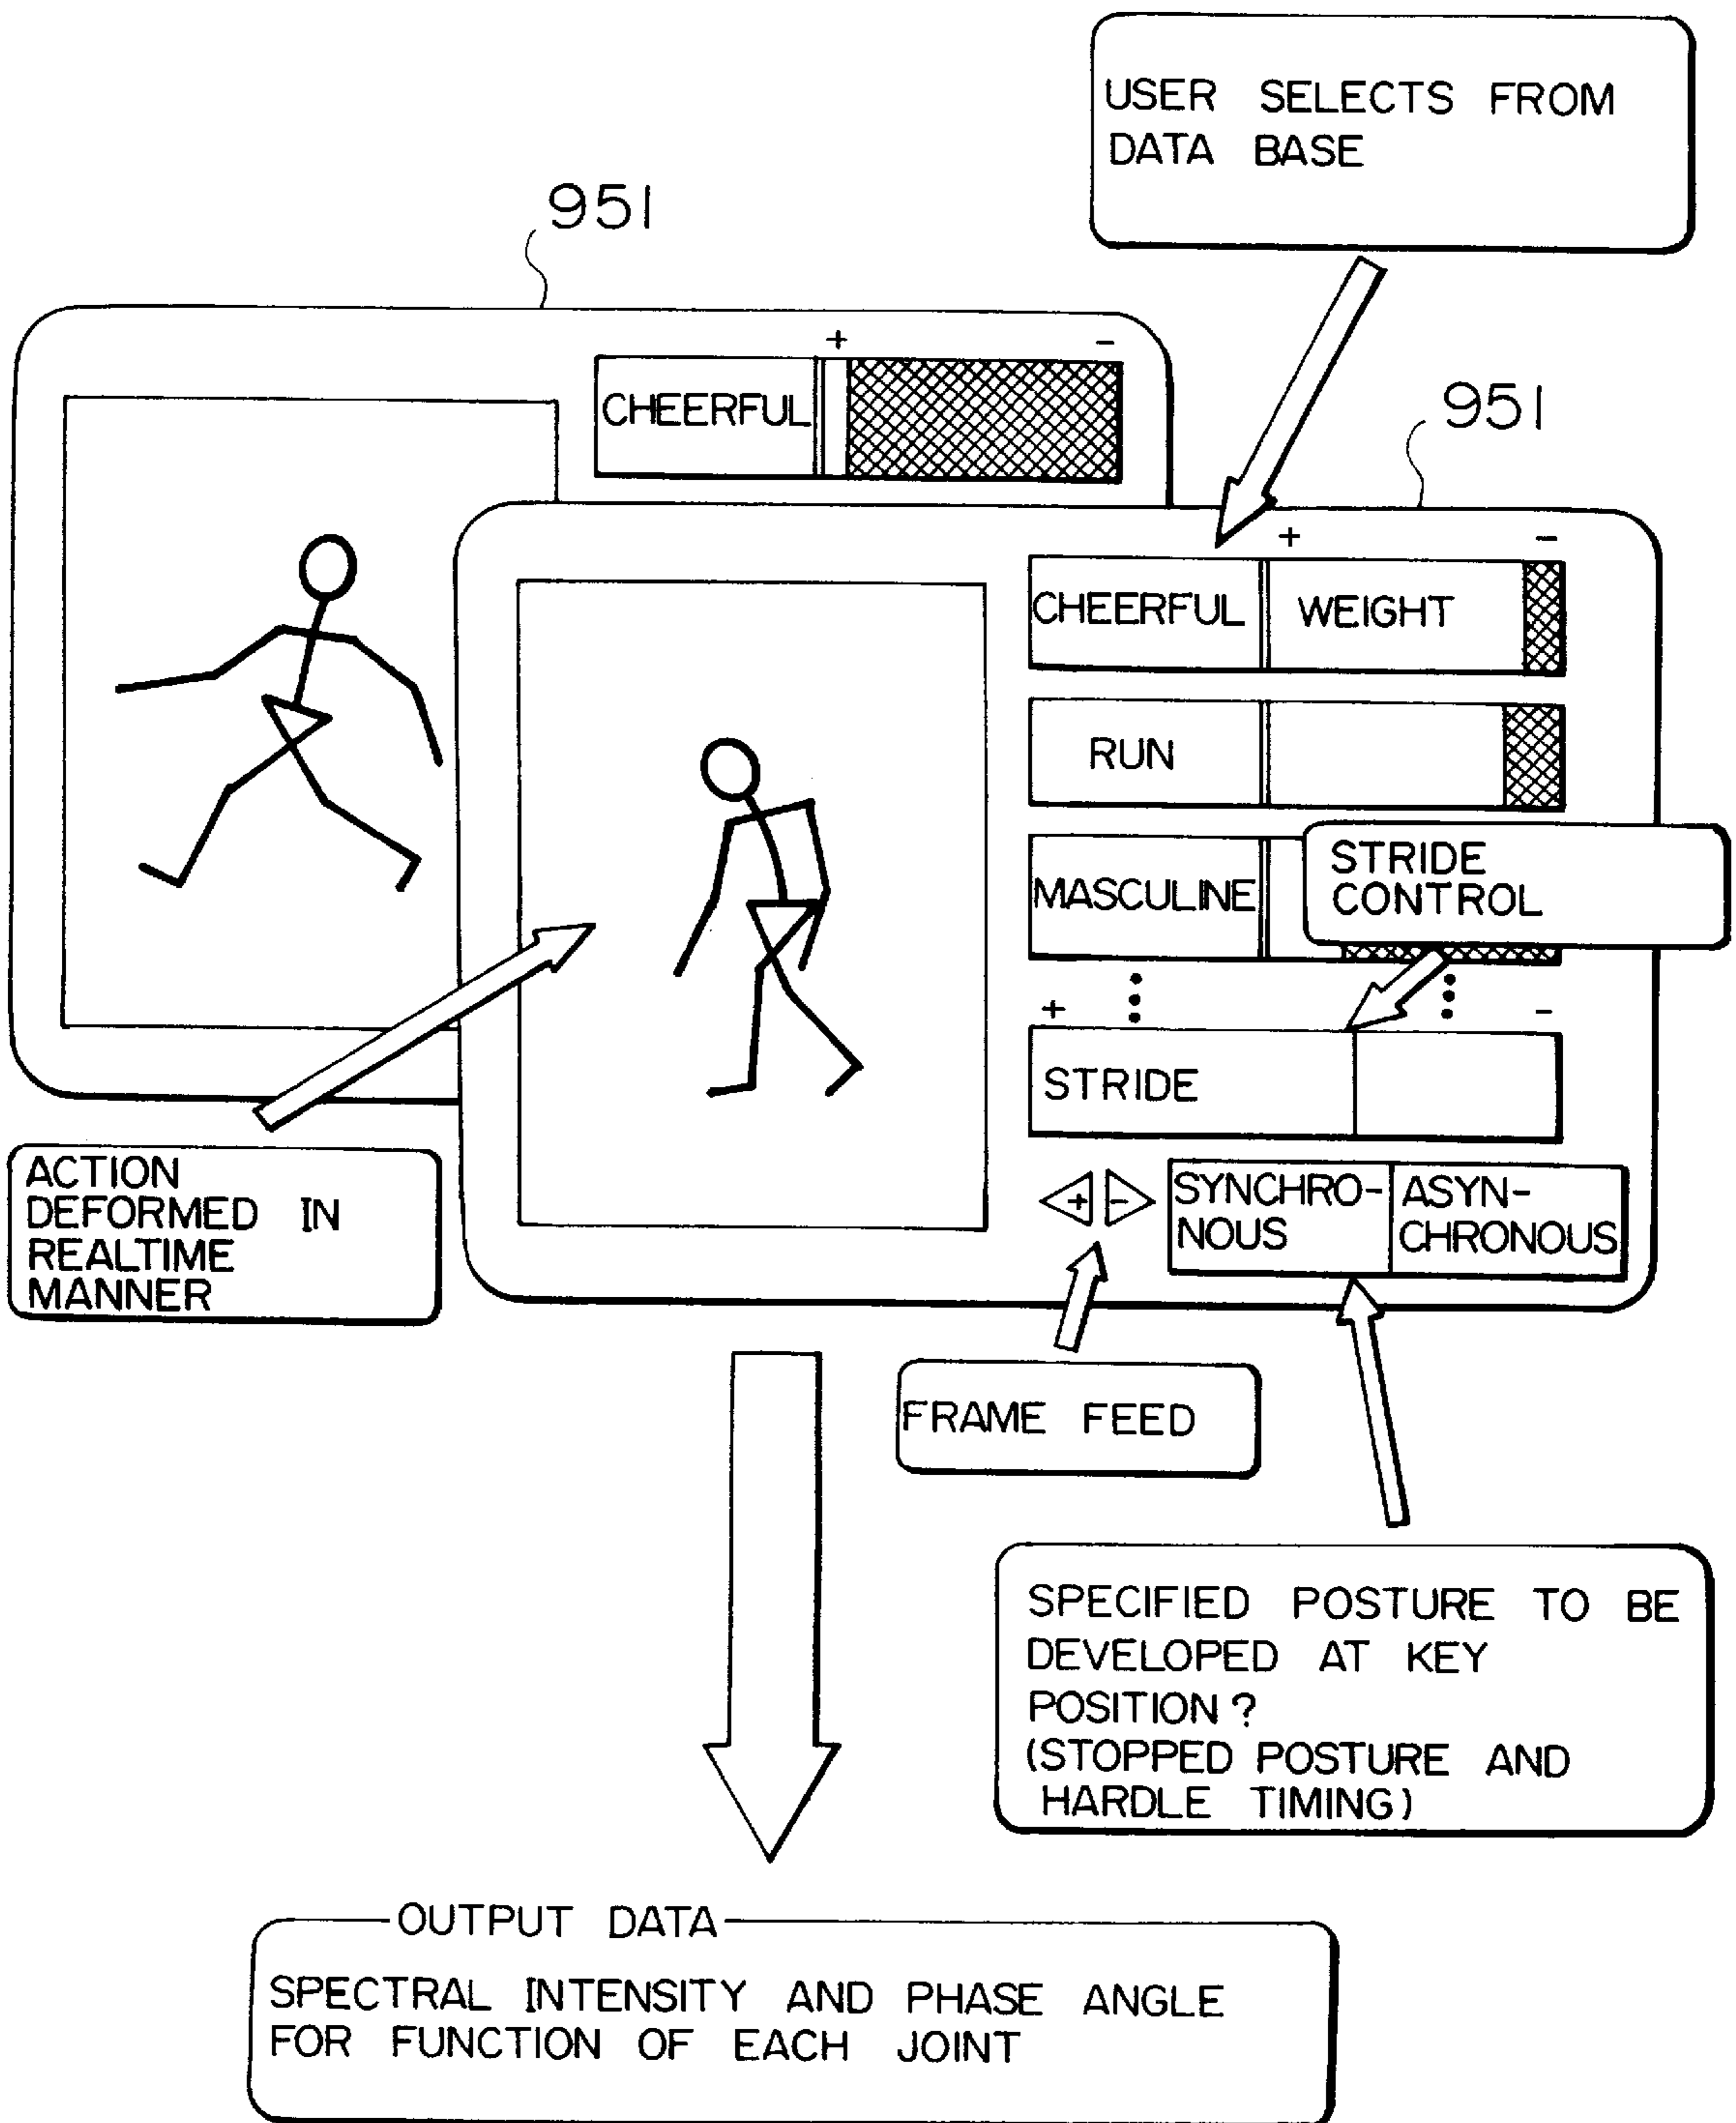 USER SELECTS FROM
DATA BASE
951
+ -
CHEERFUL
951
+ -
CHEERFUL WEIGHT
RUN
MASCULINE
STRIDE
CONTROL
+ -
STRIDE
+ -
SYNCHRO-
NOUS
ASYN-
CHRONOUS
ACTION
DEFORMED IN
REALTIME
MANNER
FRAME FEED
SPECIFIED POSTURE TO BE
DEVELOPED AT KEY
POSITION?
(STOPPED POSTURE AND
HARDLE TIMING)
OUTPUT DATA
SPECTRAL INTENSITY AND PHASE ANGLE
FOR FUNCTION OF EACH JOINT